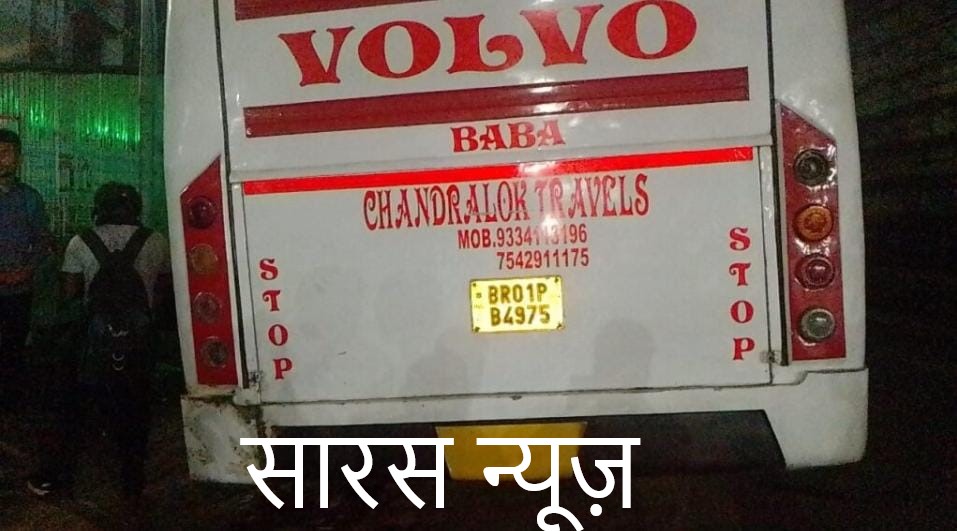 VOLVO
BABA
CHANDRALOK TRAVELS
MOB.9334113196
7542911175
BR01P
B4975
STOP
STOP
सारस न्यूज़